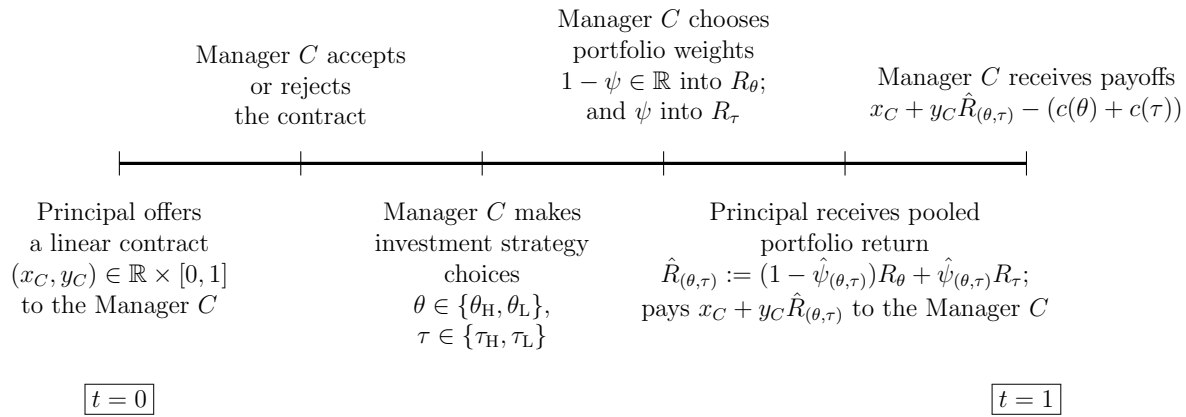 Manager C accepts
or rejects
the contract
Manager C chooses
portfolio weights
1 − ψ ∈ ℝ into R_θ;
and ψ into R_τ
Manager C receives payoffs
x_C + y_C R̂_(θ,τ) − (c(θ) + c(τ))
Principal offers
a linear contract
(x_C, y_C) ∈ ℝ × [0, 1]
to the Manager C
Manager C makes
investment strategy
choices
θ ∈ {θ_H, θ_L},
τ ∈ {τ_H, τ_L}
Principal receives pooled
portfolio return
R̂_(θ,τ) := (1 − ψ̂_(θ,τ))R_θ + ψ̂_(θ,τ)R_τ;
pays x_C + y_C R̂_(θ,τ) to the Manager C
t = 0
t = 1